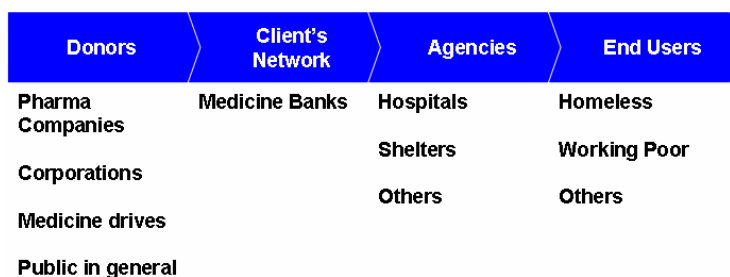 Donors
Client's
Network
Agencies
End Users
Pharma
Companies
Corporations
Medicine drives
Public in general
Medicine Banks
Hospitals
Shelters
Others
Homeless
Working Poor
Others